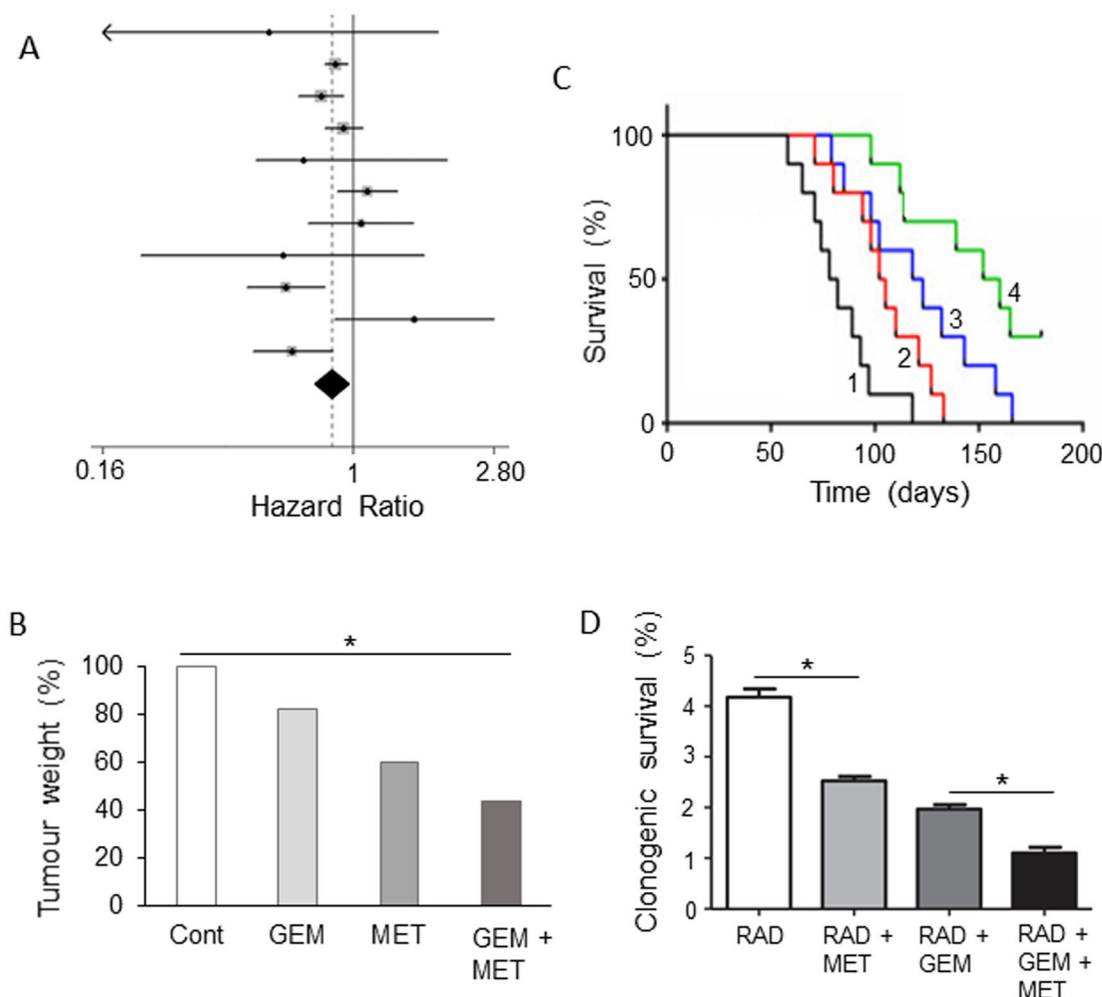 A
0.16
1
2.80
Hazard Ratio
C
Survival (%)
100
50
0
1
2
3
4
0
50
100
150
200
Time (days)
B
Tumour weight (%)
100
80
60
40
20
0
*
Cont
GEM
MET
GEM +
MET
D
Clonogenic survival (%)
5
4
3
2
1
0
*
*
RAD
RAD +
MET
RAD +
GEM
RAD +
GEM +
MET